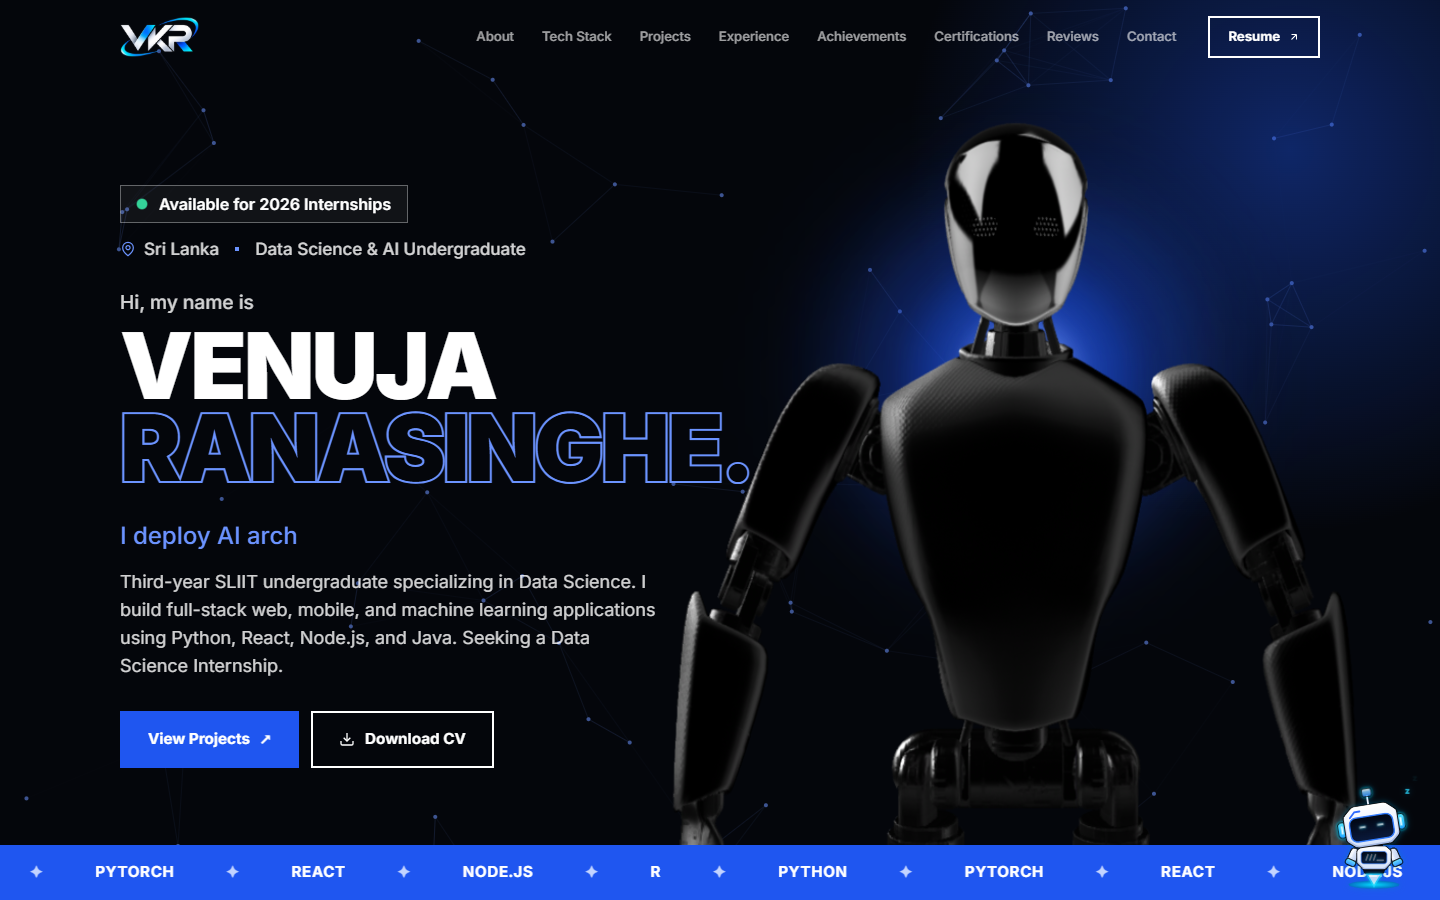 VKR
About Tech Stack Projects Experience Achievements Certifications Reviews Contact Resume
Available for 2026 Internships
Sri Lanka Data Science & AI Undergraduate
Hi, my name is
VENUJA
RANASINGHE.
I deploy AI arch
Third-year SLIIT undergraduate specializing in Data Science. I
build full-stack web, mobile, and machine learning applications
using Python, React, Node.js, and Java. Seeking a Data
Science Internship.
View Projects Download CV
z
PYTORCH REACT NODE.JS R PYTHON PYTORCH REACT NODE.JS